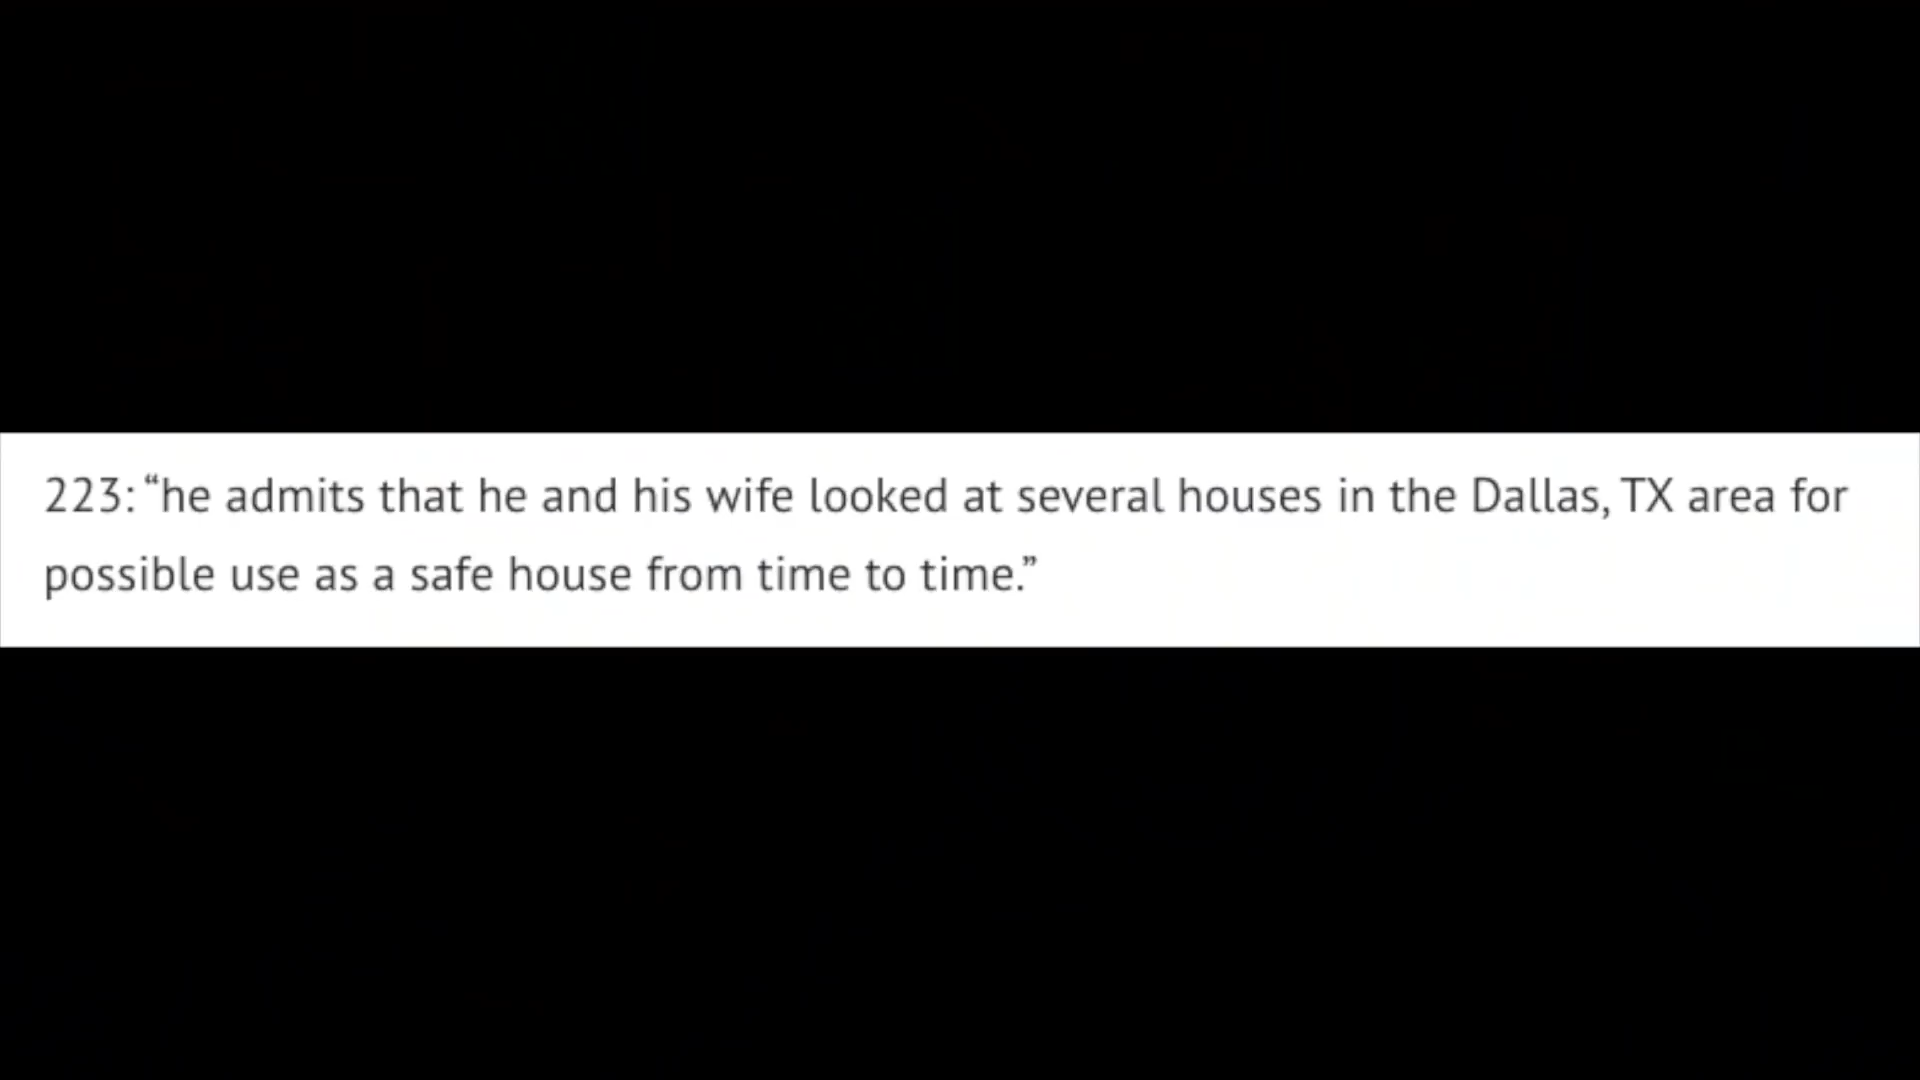 223: “he admits that he and his wife looked at several houses in the Dallas, TX area for
possible use as a safe house from time to time.”